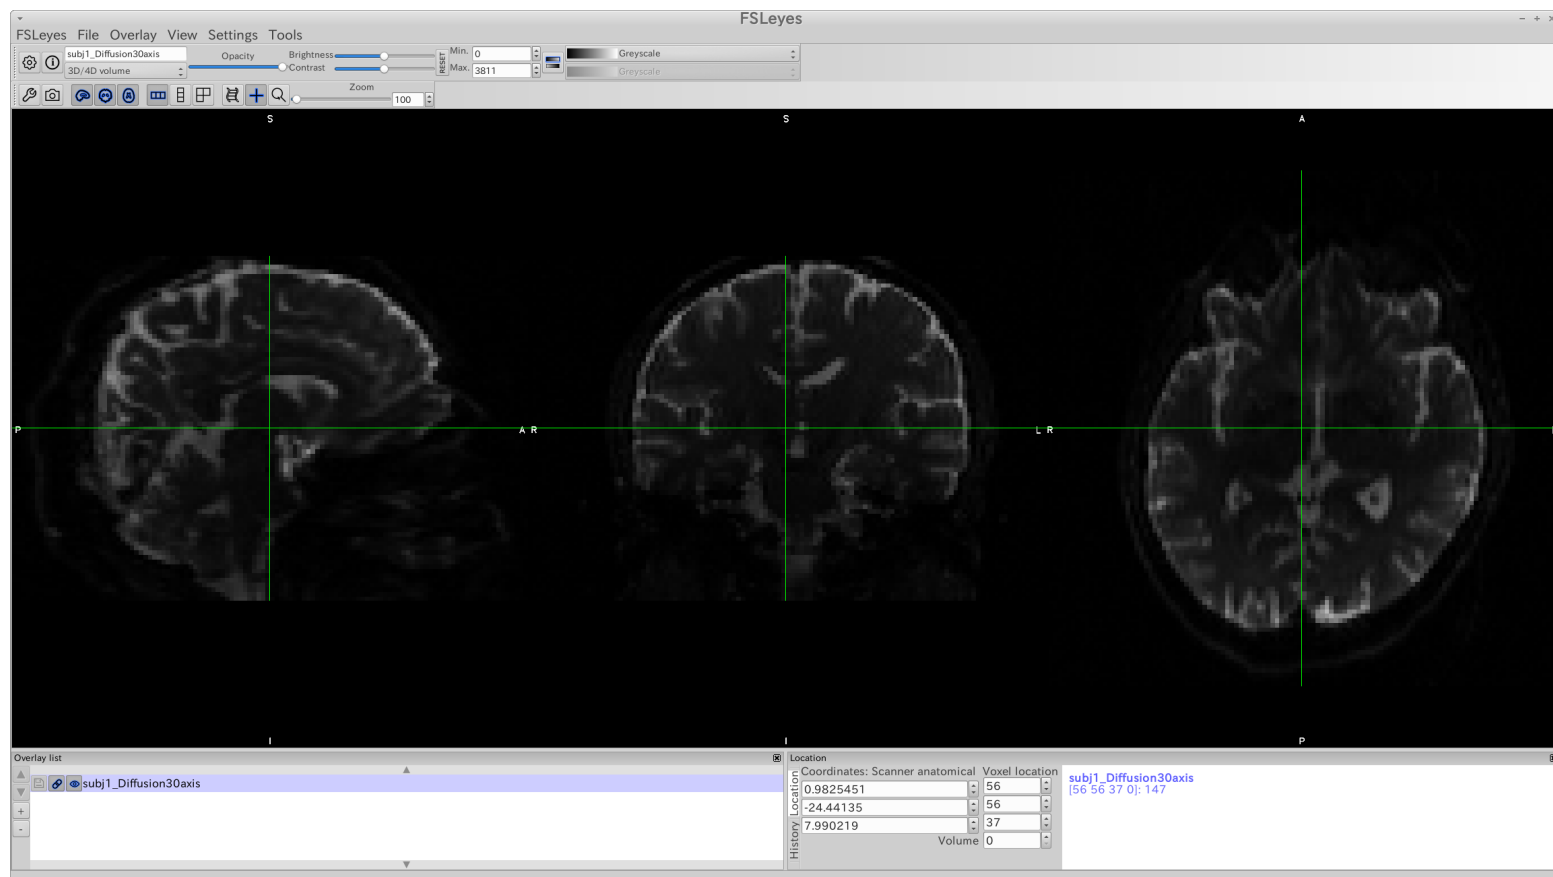 FSLeyes
FSLeyes File Overlay View Settings Tools
subj1_Diffusion30axis
3D/4D volume
Opacity
Brightness
Contrast
RESET
Min. 0
Max. 3811
Greyscale
Greyscale
Zoom
100
S S A
P A R L R
I I P
Overlay list
subj1_Diffusion30axis
+
-
Location
Location
History
Coordinates: Scanner anatomical Voxel location
0.9825451 56
-24.44135 56
7.990219 37
Volume 0
subj1_Diffusion30axis
[56 56 37 0]: 147